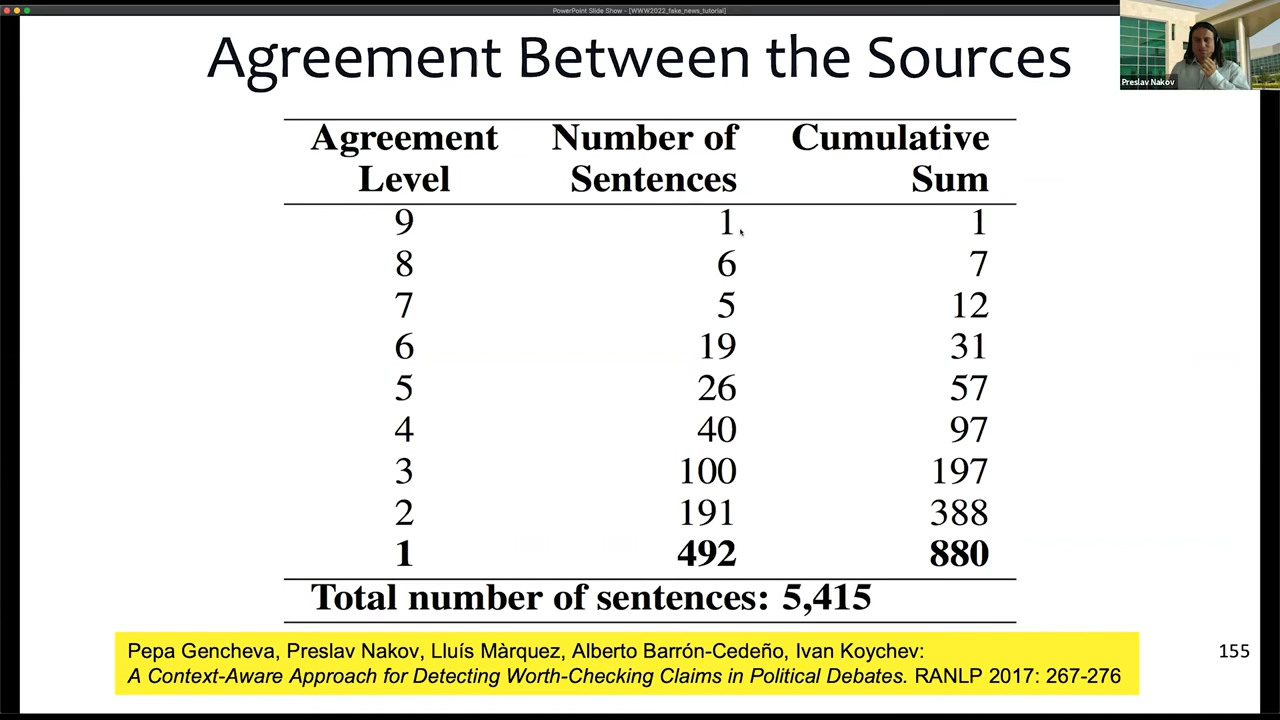 PowerPoint Slide Show - [WWW2022_fake_news_tutorial]
Agreement Between the Sources
Preslav Nakov
Agreement Level Number of Sentences Cumulative Sum
9 1 1
8 6 7
7 5 12
6 19 31
5 26 57
4 40 97
3 100 197
2 191 388
1 492 880
Total number of sentences: 5,415
Pepa Gencheva, Preslav Nakov, Lluís Màrquez, Alberto Barrón-Cedeño, Ivan Koychev:
A Context-Aware Approach for Detecting Worth-Checking Claims in Political Debates. RANLP 2017: 267-276
155